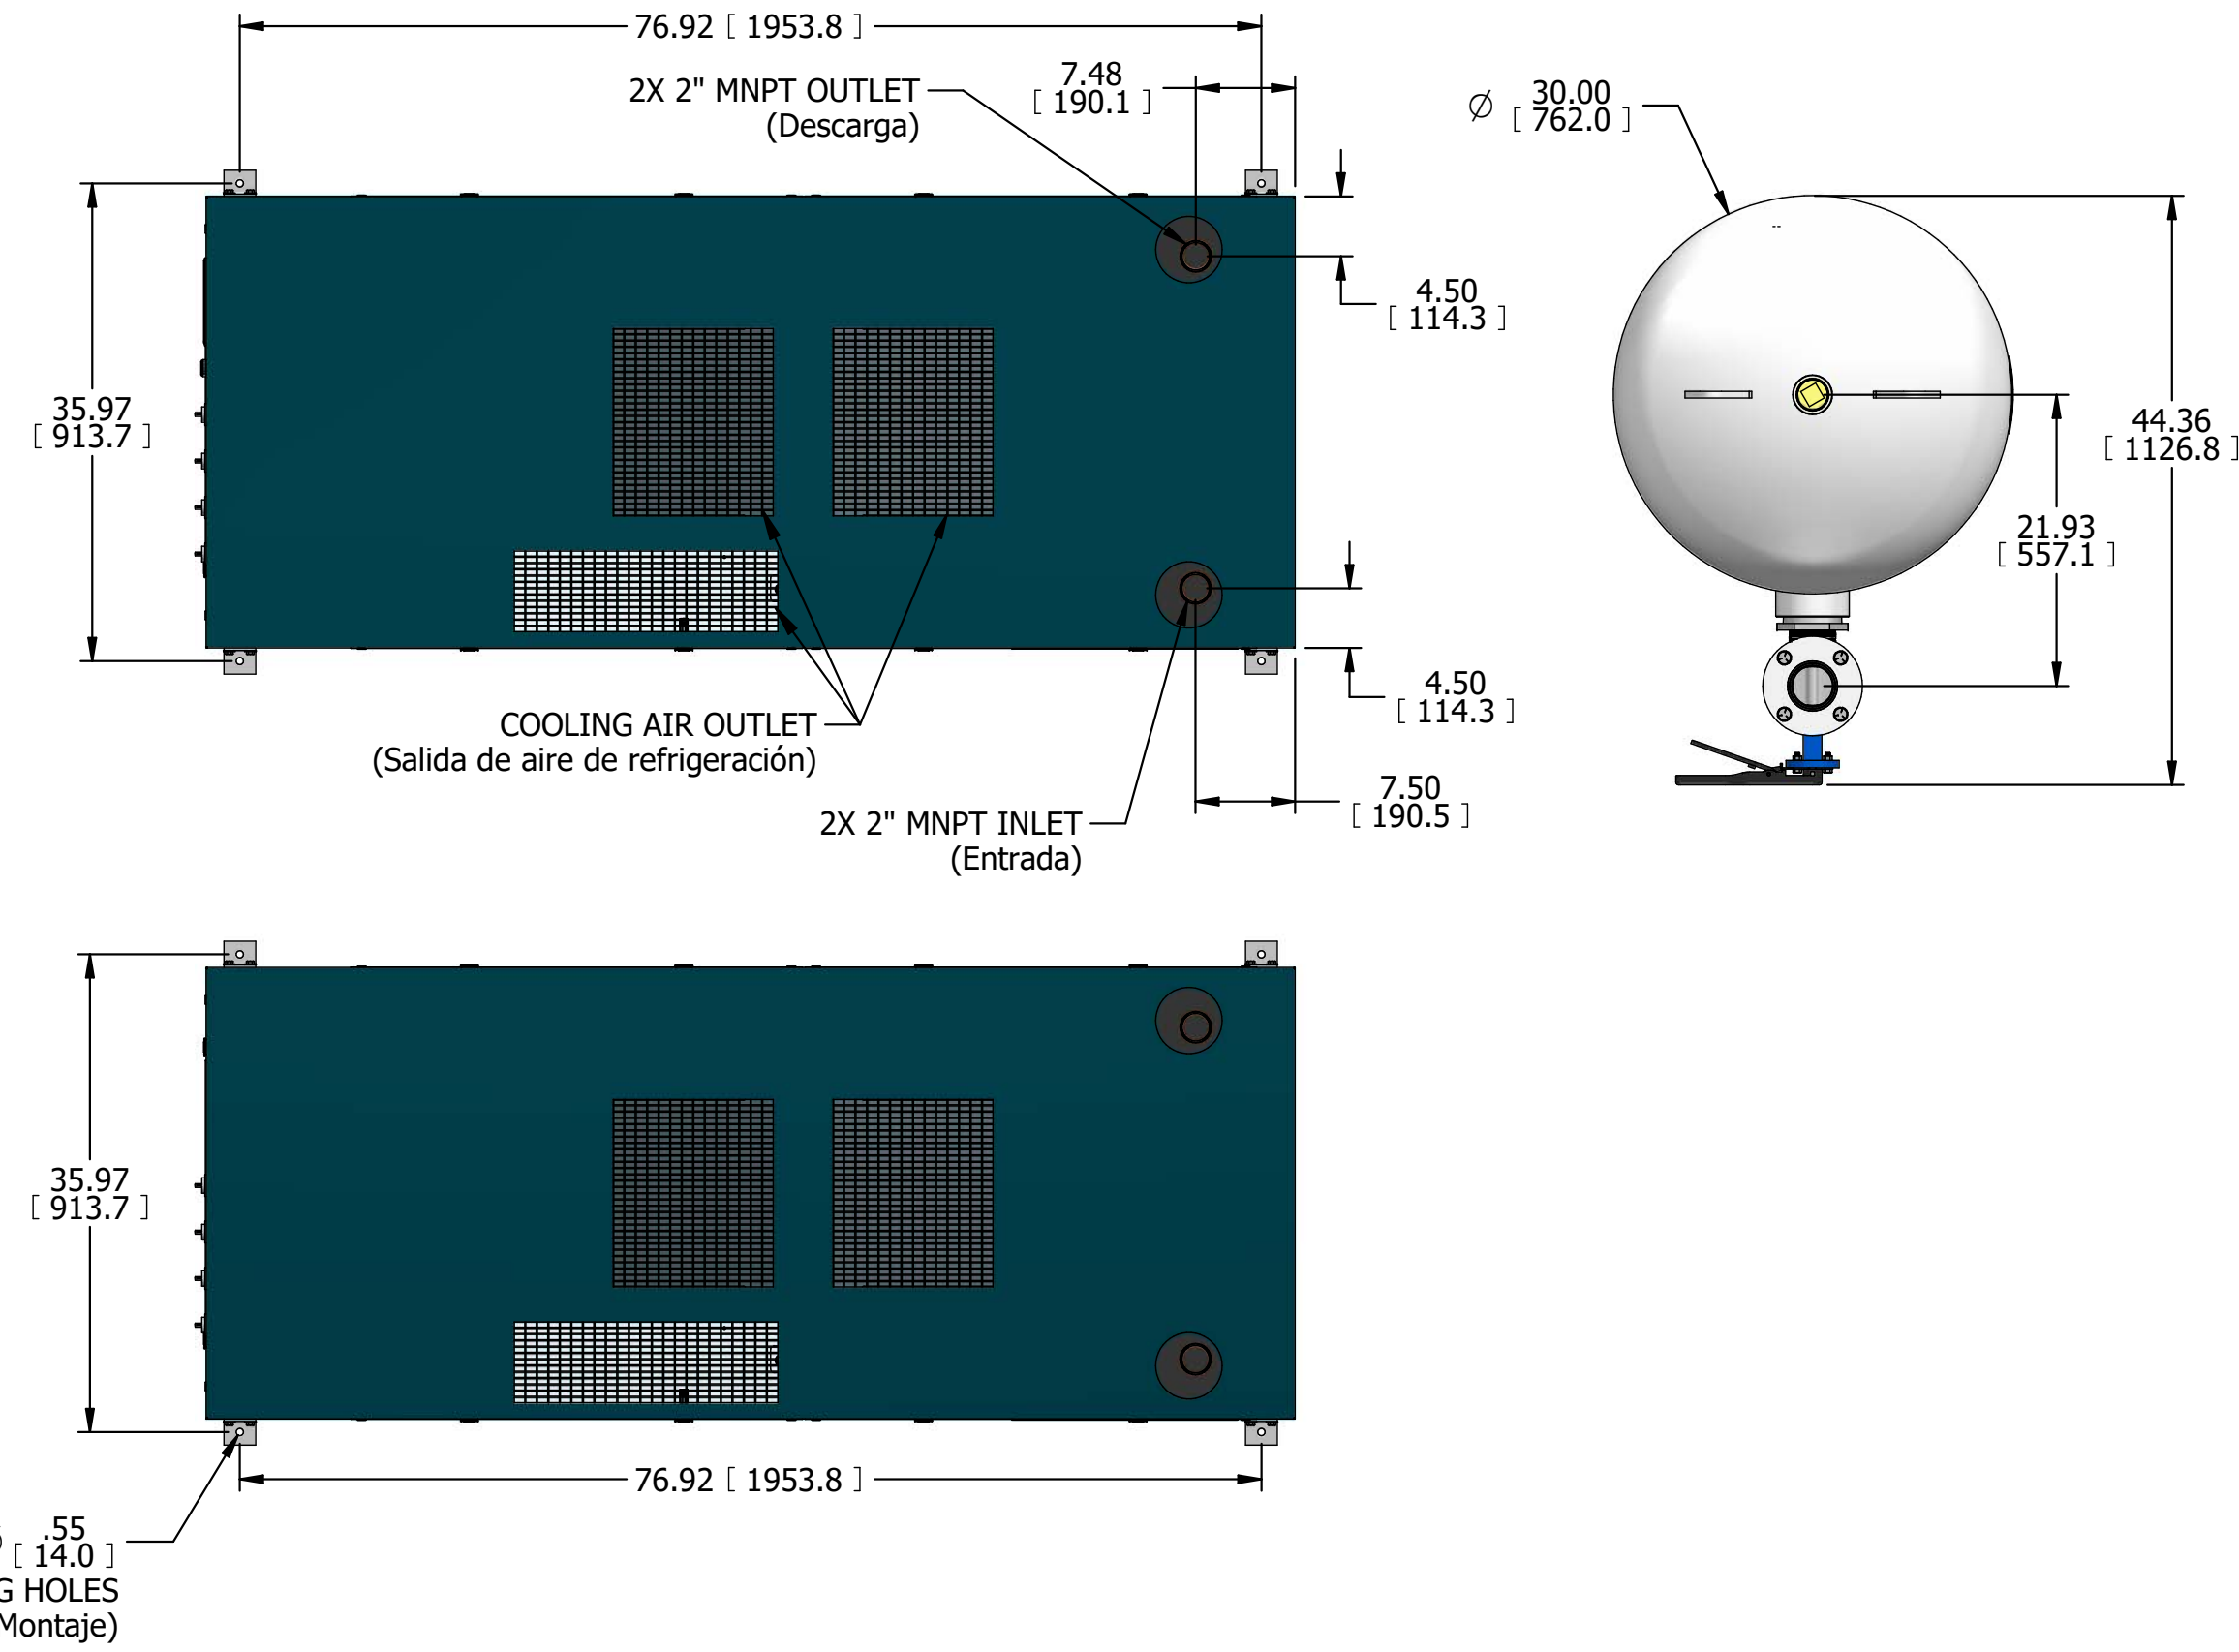 76.92 [ 1953.8 ]
2X 2" MNPT OUTLET
(Descarga)
7.48
[ 190.1 ]
Ø 30.00
[ 762.0 ]
4.50
[ 114.3 ]
35.97
[ 913.7 ]
44.36
[ 1126.8 ]
21.93
[ 557.1 ]
4.50
[ 114.3 ]
COOLING AIR OUTLET
(Salida de aire de refrigeración)
7.50
[ 190.5 ]
2X 2" MNPT INLET
(Entrada)
35.97
[ 913.7 ]
76.92 [ 1953.8 ]
.55
[ 14.0 ]
G HOLES
Montaje)